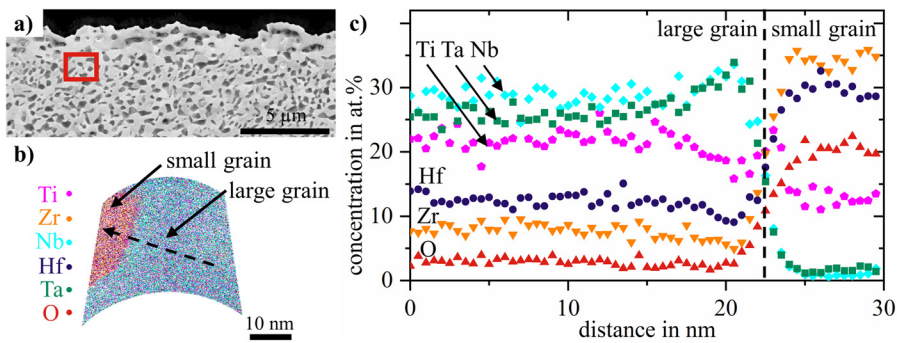 a)
5 µm
b)
small grain
large grain
Ti
Zr
Nb
Hf
Ta
O
10 nm
c)
large grain
small grain
Ti Ta Nb
Hf
Zr
O
concentration in at.%
0
10
20
30
40
0
10
20
30
distance in nm